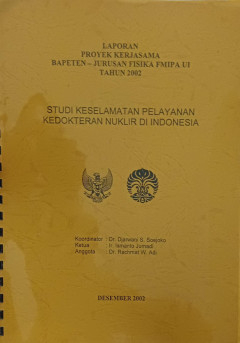 LAPORAN
PROYEK KERJASAMA
BAPETEN – JURUSAN FISIKA FMIPA UI
TAHUN 2002
STUDI KESELAMATAN PELAYANAN
KEDOKTERAN NUKLIR DI INDONESIA
Koordinator : Dr. Djarwani S. Soejoko
Ketua : Ir. Ismanto Jumadi
Anggota : Dr. Rachmat W. Adi
DESEMBER 2002